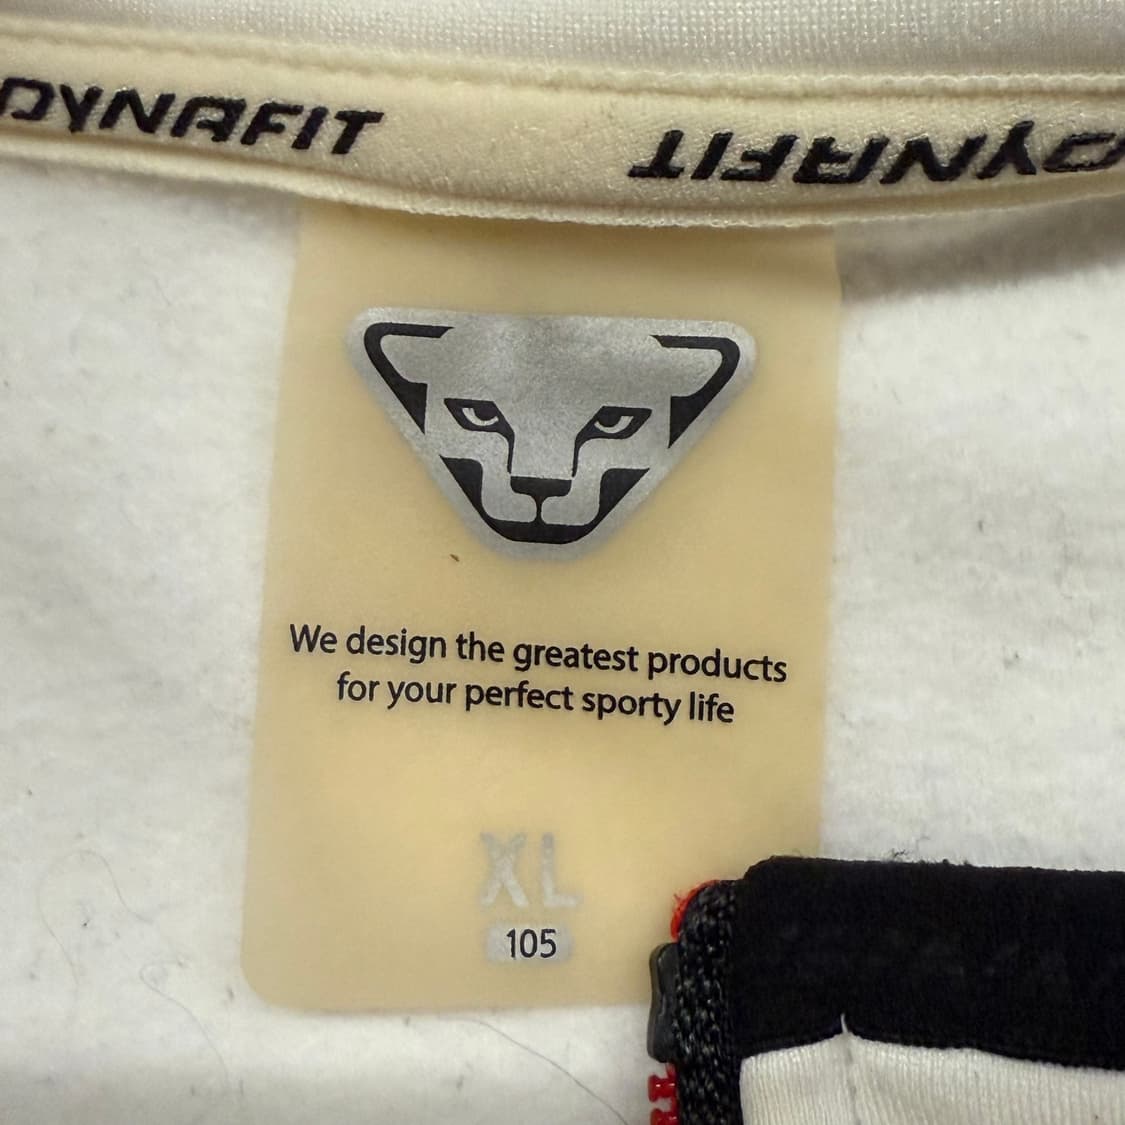 DYNAFIT DYNAFIT
We design the greatest products
for your perfect sporty life
XL
105